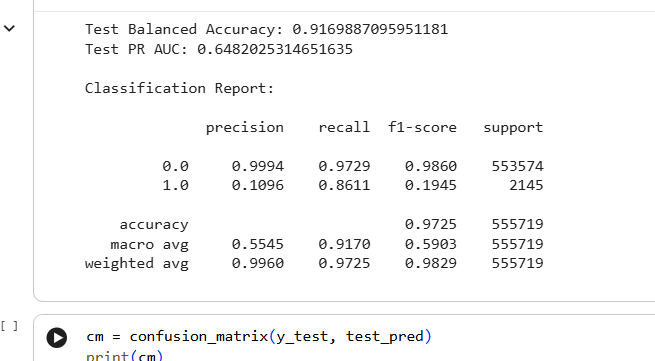 Test Balanced Accuracy: 0.9169887095951181
Test PR AUC: 0.6482025314651635
Classification Report:
precision recall f1-score support
0.0 0.9994 0.9729 0.9860 553574
1.0 0.1096 0.8611 0.1945 2145
accuracy 0.9725 555719
macro avg 0.5545 0.9170 0.5903 555719
weighted avg 0.9960 0.9725 0.9829 555719
[ ] cm = confusion_matrix(y_test, test_pred)
print(cm)